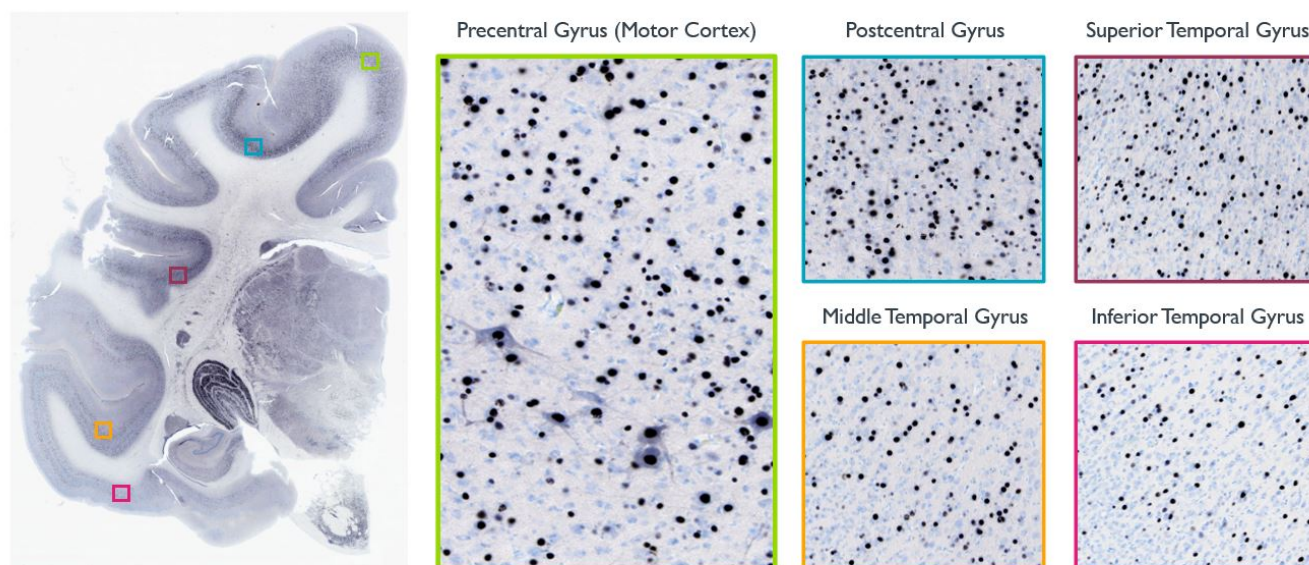 Precentral Gyrus (Motor Cortex)
Postcentral Gyrus
Superior Temporal Gyrus
Middle Temporal Gyrus
Inferior Temporal Gyrus